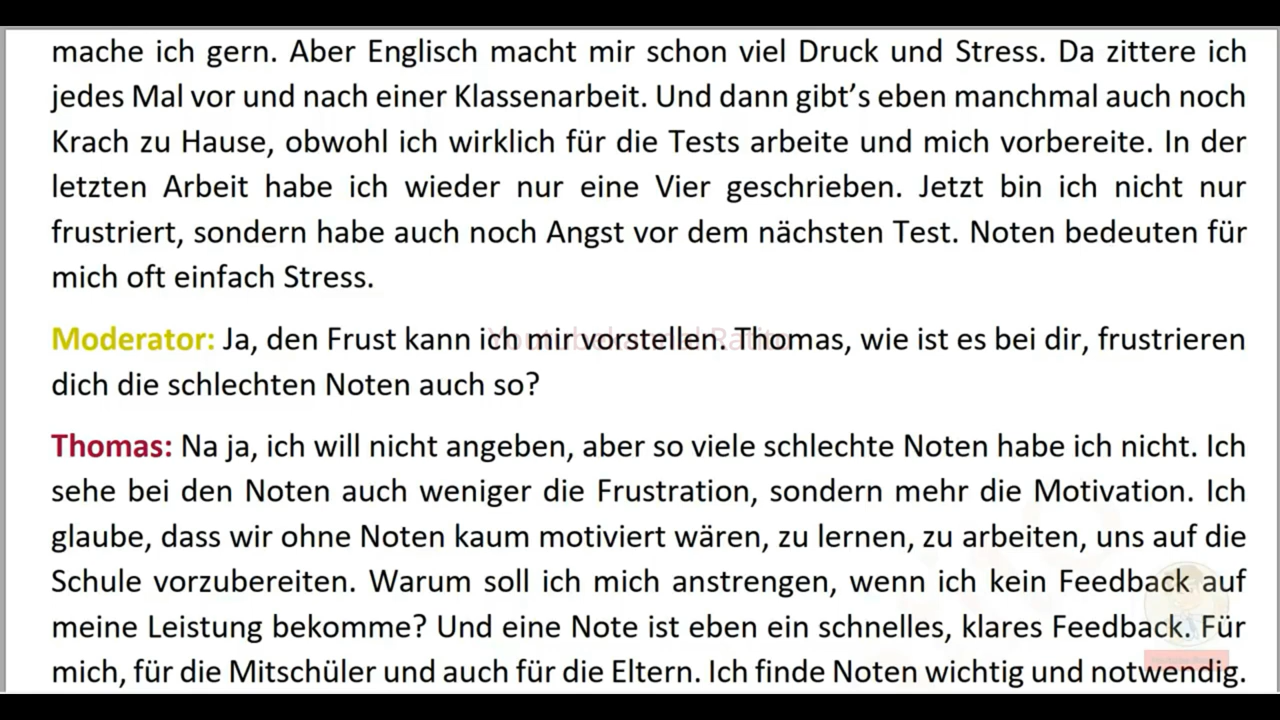 mache ich gern. Aber Englisch macht mir schon viel Druck und Stress. Da zittere ich
jedes Mal vor und nach einer Klassenarbeit. Und dann gibt’s eben manchmal auch noch
Krach zu Hause, obwohl ich wirklich für die Tests arbeite und mich vorbereite. In der
letzten Arbeit habe ich wieder nur eine Vier geschrieben. Jetzt bin ich nicht nur
frustriert, sondern habe auch noch Angst vor dem nächsten Test. Noten bedeuten für
mich oft einfach Stress.
Moderator: Ja, den Frust kann ich mir vorstellen. Thomas, wie ist es bei dir, frustrieren
dich die schlechten Noten auch so?
Thomas: Na ja, ich will nicht angeben, aber so viele schlechte Noten habe ich nicht. Ich
sehe bei den Noten auch weniger die Frustration, sondern mehr die Motivation. Ich
glaube, dass wir ohne Noten kaum motiviert wären, zu lernen, zu arbeiten, uns auf die
Schule vorzubereiten. Warum soll ich mich anstrengen, wenn ich kein Feedback auf
meine Leistung bekomme? Und eine Note ist eben ein schnelles, klares Feedback. Für
mich, für die Mitschüler und auch für die Eltern. Ich finde Noten wichtig und notwendig.